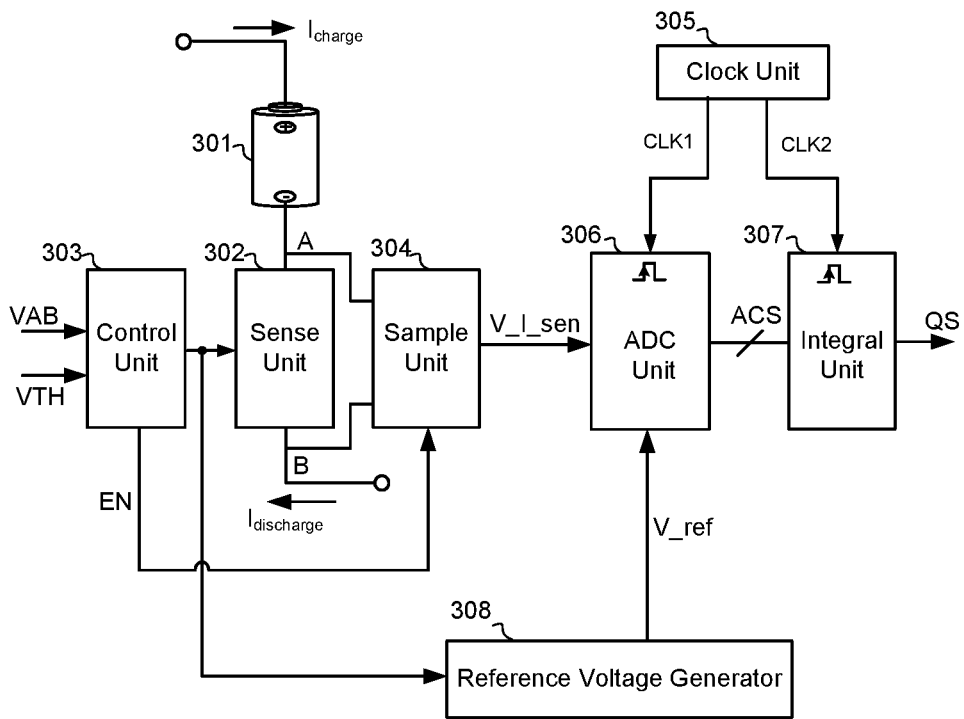 I_charge
305
Clock Unit
301
+
CLK1
CLK2
-
A
303
302
304
306
307
VAB
VTH
Control
Unit
Sense
Unit
Sample
Unit
V_I_sen
ADC
Unit
ACS
Integral
Unit
QS
B
EN
I_discharge
V_ref
308
Reference Voltage Generator